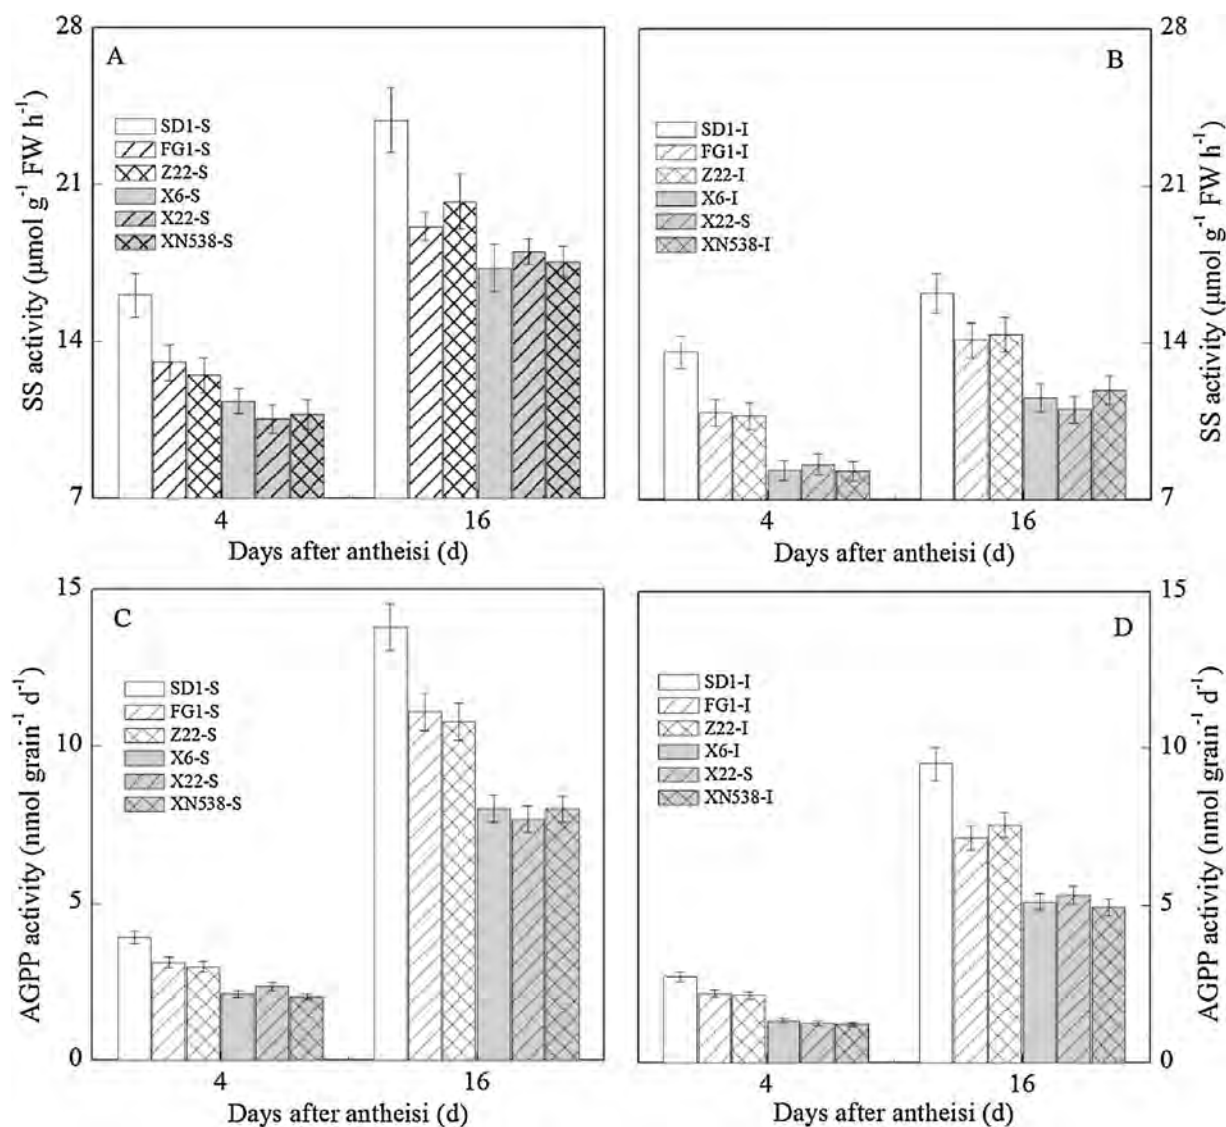 A
SS activity (μmol g⁻¹ FW h⁻¹)
28
21
14
7
SD1-S
FG1-S
Z22-S
X6-S
X22-S
XN538-S
4
16
Days after antheisi (d)
B
SD1-I
FG1-I
Z22-I
X6-I
X22-S
XN538-I
28
21
14
7
SS activity (μmol g⁻¹ FW h⁻¹)
4
16
Days after antheisi (d)
C
AGPP activity (nmol grain⁻¹ d⁻¹)
15
10
5
0
SD1-S
FG1-S
Z22-S
X6-S
X22-S
XN538-S
4
16
Days after antheisi (d)
D
SD1-I
FG1-I
Z22-I
X6-I
X22-S
XN538-I
15
10
5
0
AGPP activity (nmol grain⁻¹ d⁻¹)
4
16
Days after antheisi (d)